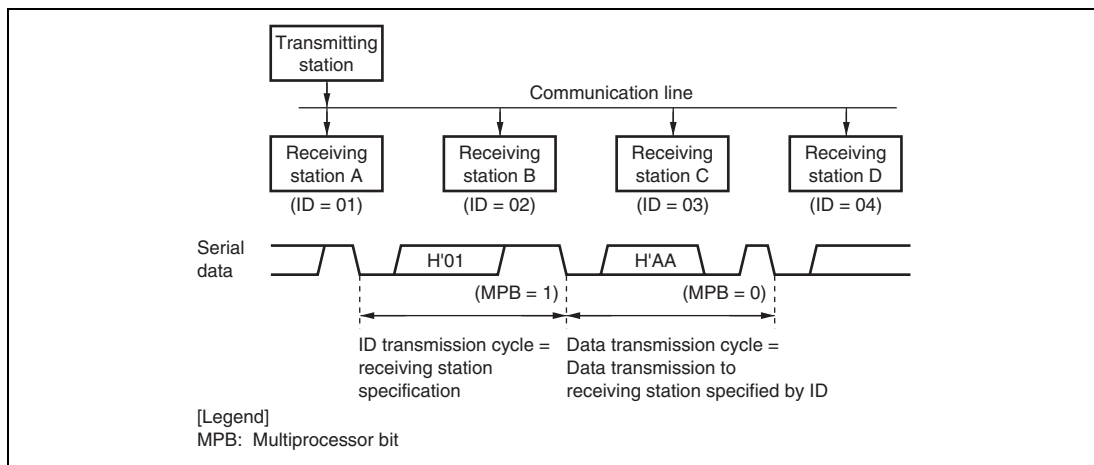 Transmitting
station
Communication line
Receiving
station A
Receiving
station B
Receiving
station C
Receiving
station D
(ID = 01)
(ID = 02)
(ID = 03)
(ID = 04)
Serial
data
H'01
H'AA
(MPB = 1)
(MPB = 0)
ID transmission cycle =
receiving station
specification
Data transmission cycle =
Data transmission to
receiving station specified by ID
[Legend]
MPB: Multiprocessor bit